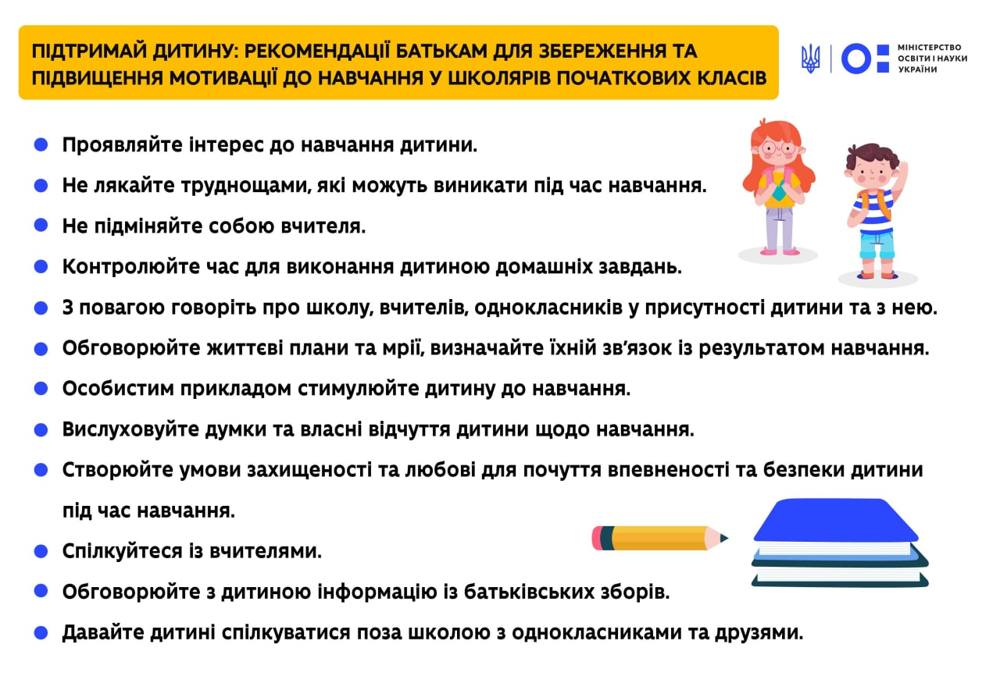 ПІДТРИМАЙ ДИТИНУ: РЕКОМЕНДАЦІЇ БАТЬКАМ ДЛЯ ЗБЕРЕЖЕННЯ ТА
ПІДВИЩЕННЯ МОТИВАЦІЇ ДО НАВЧАННЯ У ШКОЛЯРІВ ПОЧАТКОВИХ КЛАСІВ
МІНІСТЕРСТВО
ОСВІТИ І НАУКИ
УКРАЇНИ
Проявляйте інтерес до навчання дитини.
Не лякайте труднощами, які можуть виникати під час навчання.
Не підміняйте собою вчителя.
Контролюйте час для виконання дитиною домашніх завдань.
З повагою говоріть про школу, вчителів, однокласників у присутності дитини та з нею.
Обговорюйте життєві плани та мрії, визначайте їхній зв’язок із результатом навчання.
Особистим прикладом стимулюйте дитину до навчання.
Вислуховуйте думки та власні відчуття дитини щодо навчання.
Створюйте умови захищеності та любові для почуття впевненості та безпеки дитини
під час навчання.
Спілкуйтеся із вчителями.
Обговорюйте з дитиною інформацію із батьківських зборів.
Давайте дитині спілкуватися поза школою з однокласниками та друзями.